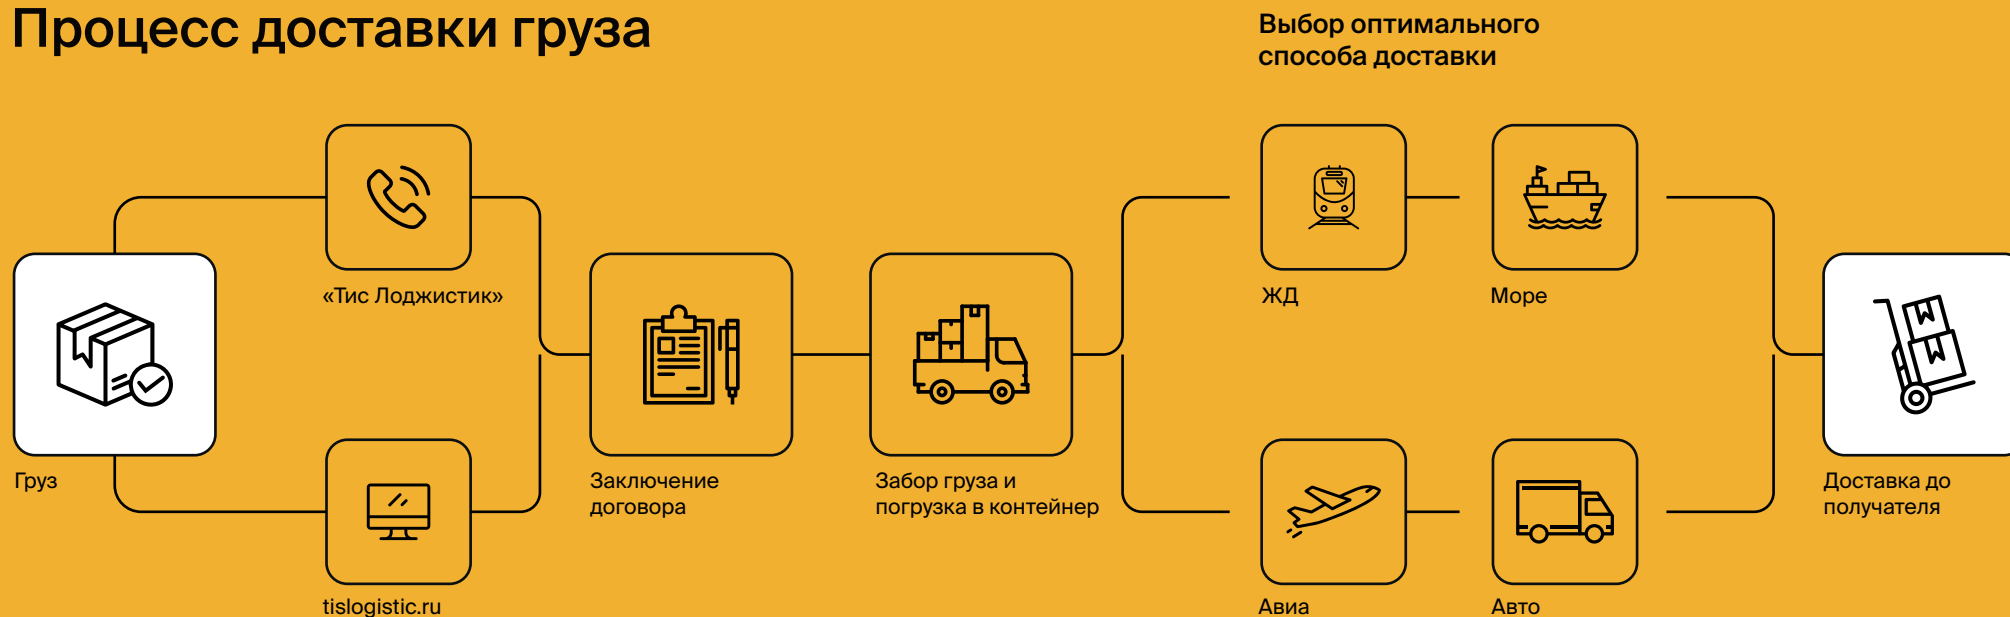 Процесс доставки груза
Выбор оптимального
способа доставки
«Тис Лоджистик»
ЖД
Море
Груз
Заключение
договора
Забор груза и
погрузка в контейнер
Доставка до
получателя
tislogistic.ru
Авиа
Авто